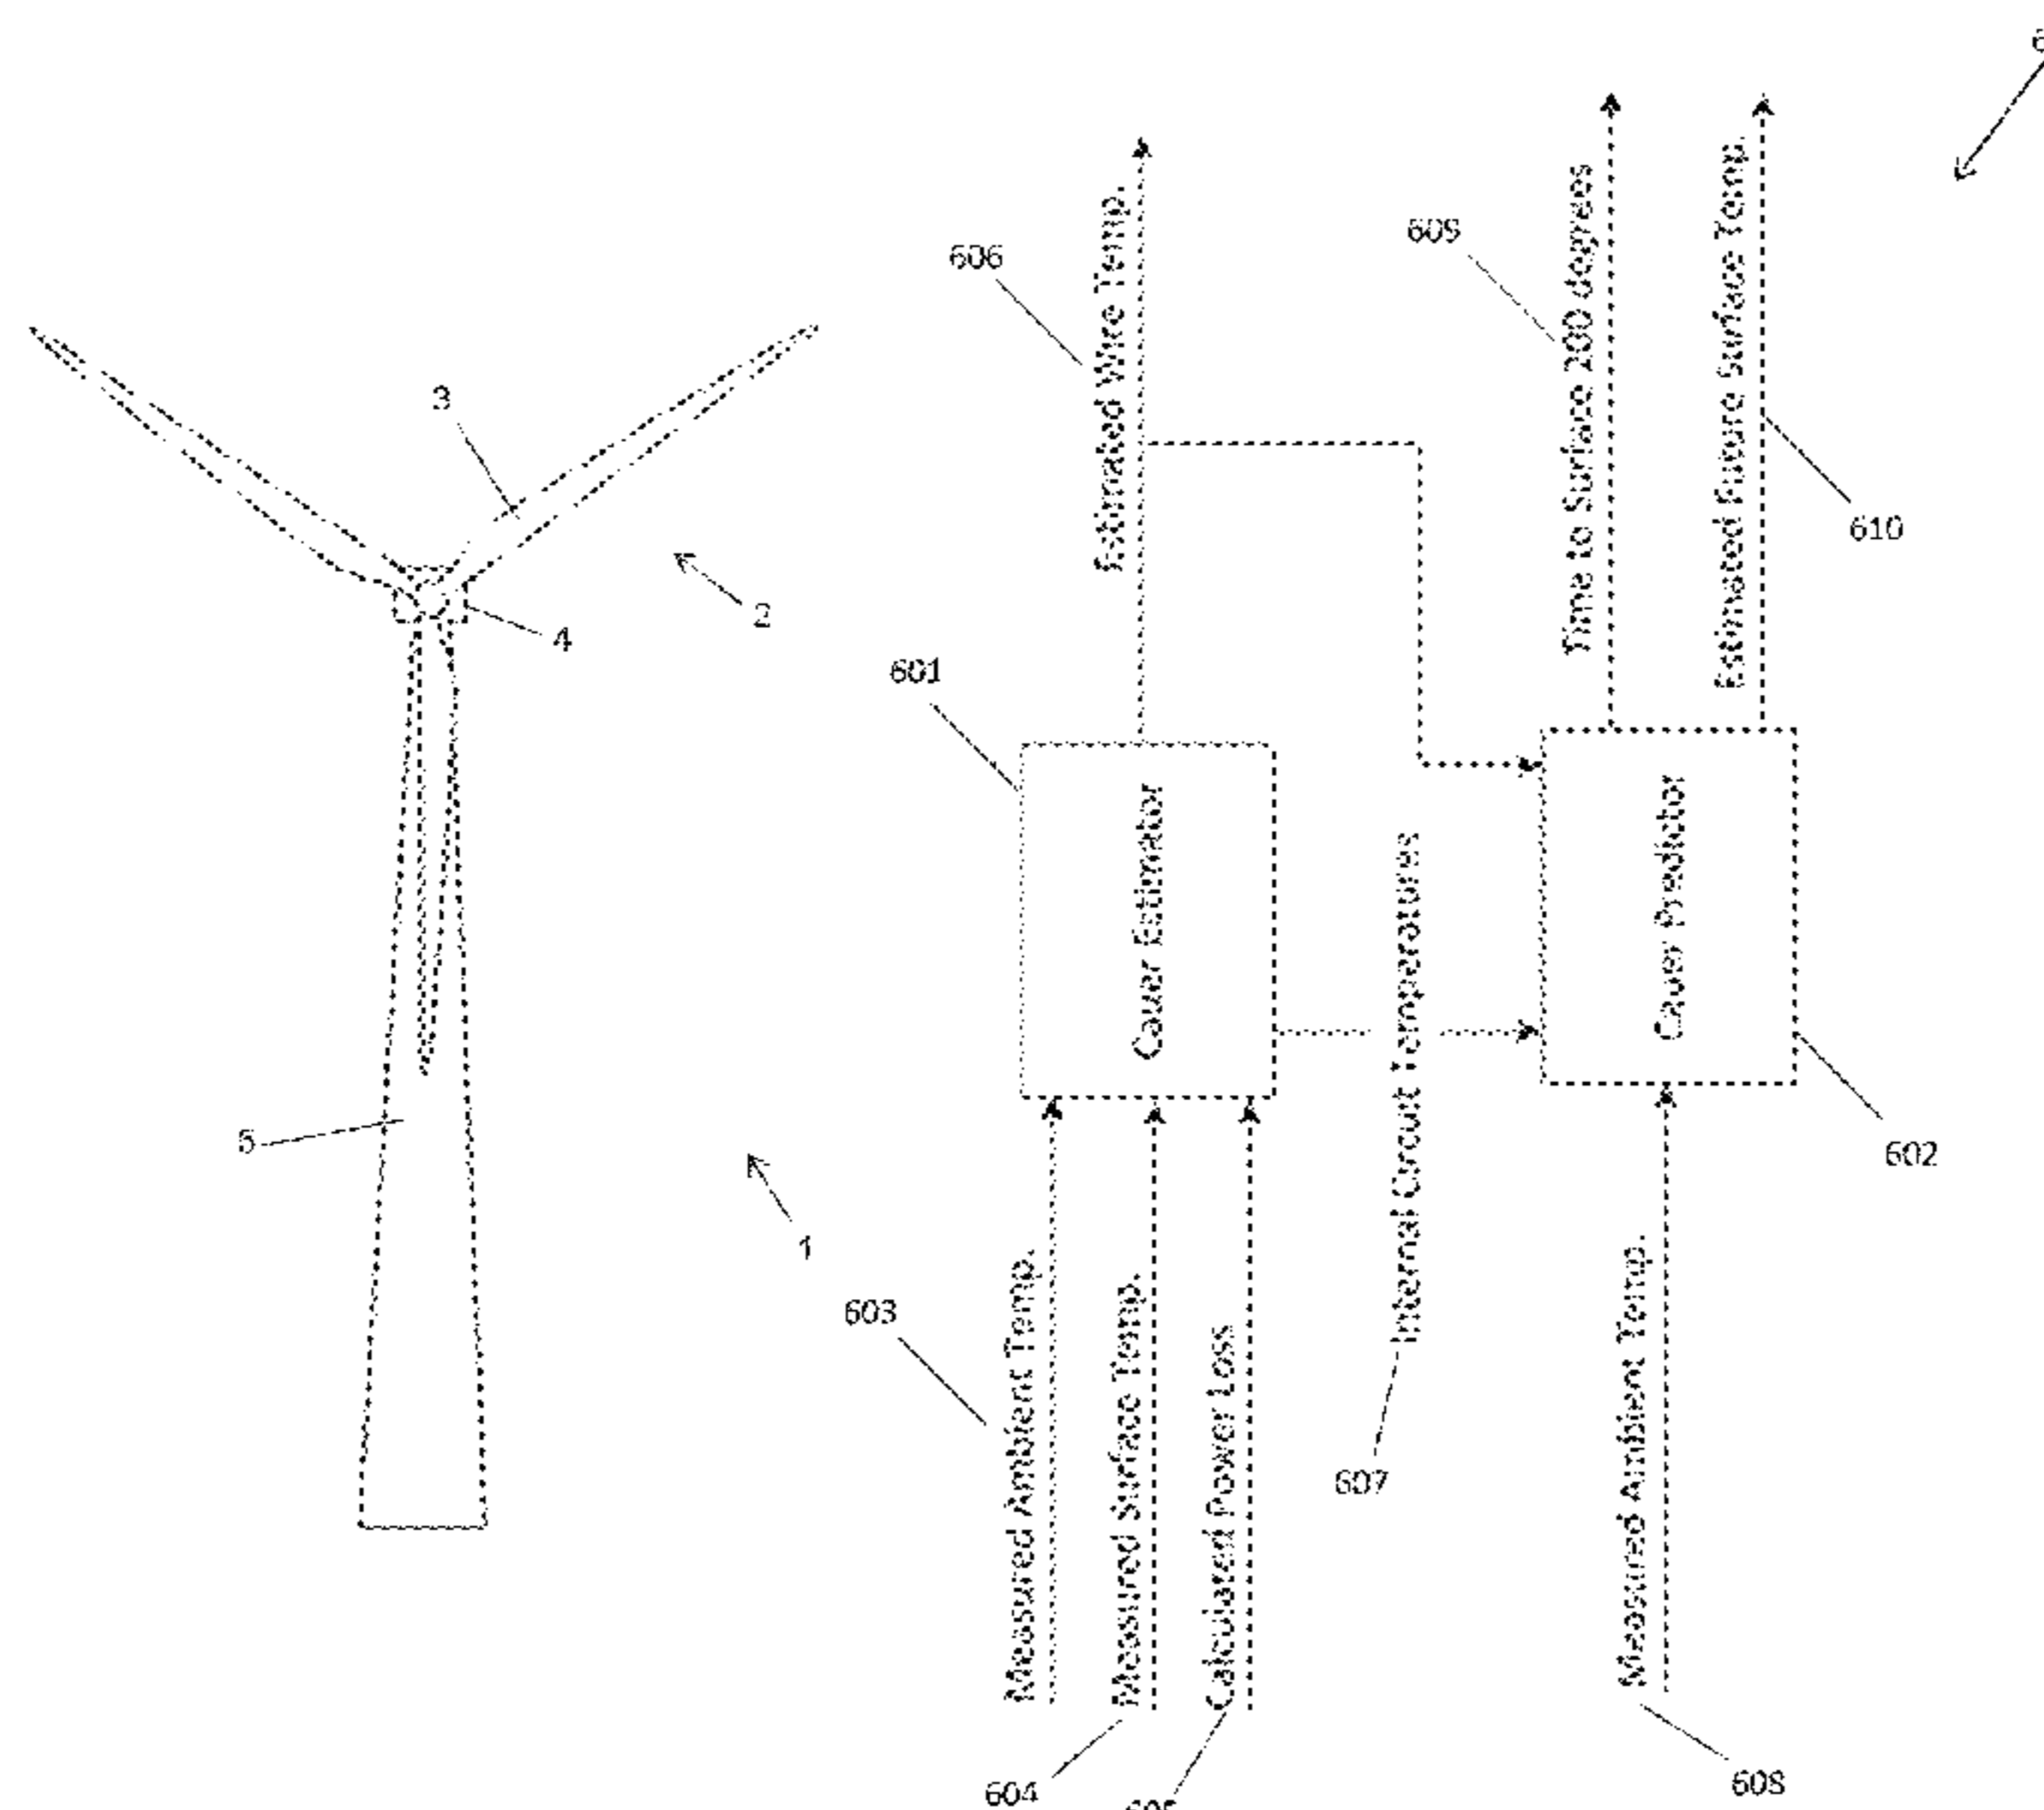 3
2
4
5
1
606
Estimated Wire Temp.
609
Time to Surface 200 degrees
Estimated Future Surface Temp.
610
601
Cauer Estimator
Internal Circuit Temperatures
607
Cauer Predictor
602
603
Measured Ambient Temp.
Measured Surface Temp.
Calculated Power Loss
604
605
Measured Ambient Temp.
608